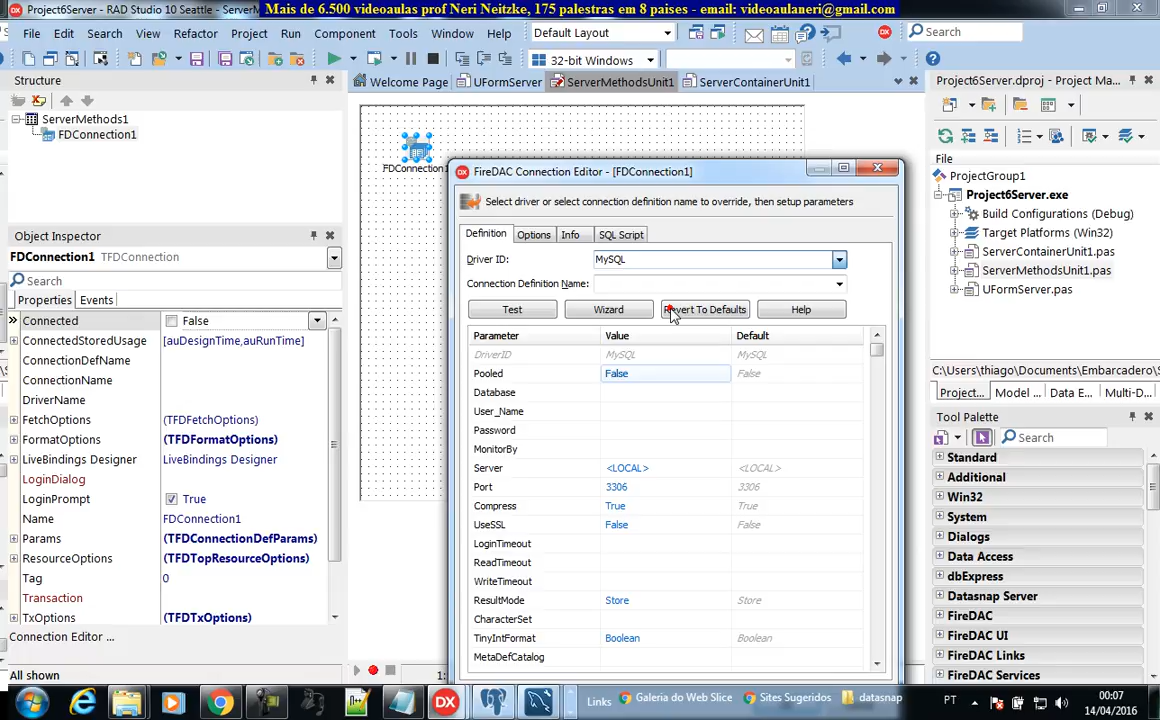 Project6Server - RAD Studio 10 Seattle - ServerM
Mais de 6.500 videoaulas prof Neri Neitzke, 175 palestras em 8 paises - email: videoaulaneri@gmail.com
File Edit Search View Refactor Project Run Component Tools Window Help
Default Layout
Search
32-bit Windows
Structure
ServerMethods1
FDConnection1
Welcome Page UFormServer ServerMethodsUnit1 ServerContainerUnit1
FDConnection1
Object Inspector
FDConnection1 TFDConnection
Search
Properties Events
Connected False
ConnectedStoredUsage [auDesignTime,auRunTime]
ConnectionDefName
ConnectionName
DriverName
FetchOptions (TFDFetchOptions)
FormatOptions (TFDFormatOptions)
LiveBindings Designer LiveBindings Designer
LoginDialog
LoginPrompt True
Name FDConnection1
Params (TFDConnectionDefParams)
ResourceOptions (TFDTopResourceOptions)
Tag 0
Transaction
TxOptions (TFDTxOptions)
Connection Editor ...
All shown
FireDAC Connection Editor - [FDConnection1]
Select driver or select connection definition name to override, then setup parameters
Definition Options Info SQL Script
Driver ID: MySQL
Connection Definition Name:
Test Wizard Revert To Defaults Help
Parameter Value Default
DriverID MySQL MySQL
Pooled False False
Database
User_Name
Password
MonitorBy
Server <LOCAL> <LOCAL>
Port 3306 3306
Compress True True
UseSSL False False
LoginTimeout
ReadTimeout
WriteTimeout
ResultMode Store Store
CharacterSet
TinyIntFormat Boolean Boolean
MetaDefCatalog
Project6Server.dproj - Project Ma...
File
ProjectGroup1
Project6Server.exe
Build Configurations (Debug)
Target Platforms (Win32)
ServerContainerUnit1.pas
ServerMethodsUnit1.pas
UFormServer.pas
C:\Users\thiago\Documents\Embarcadero\S
Project... Model ... Data E... Multi-D...
Tool Palette
Search
Standard
Additional
Win32
System
Dialogs
Data Access
dbExpress
Datasnap Server
FireDAC
FireDAC UI
FireDAC Links
FireDAC Services
Links Galeria do Web Slice Sites Sugeridos datasnap
PT
00:07
14/04/2016